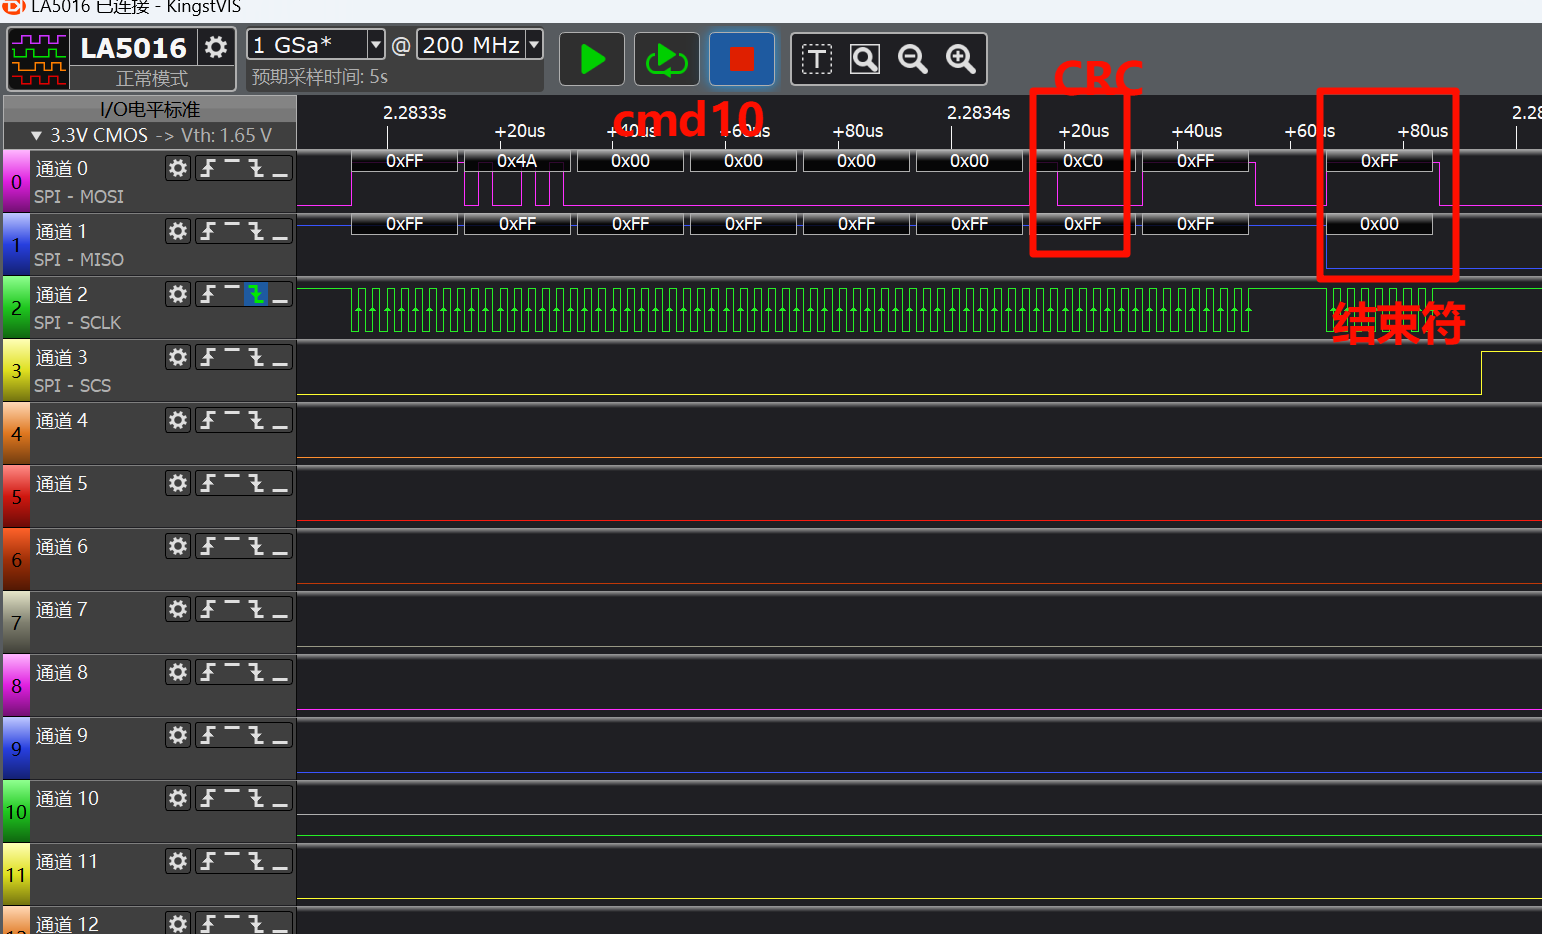 LA5016 已连接 - KingstVIS
LA5016
正常模式
1 GSa* @ 200 MHz
预期采样时间: 5s
T
CRC
cmd10
I/O电平标准
3.3V CMOS -> Vth: 1.65 V
2.2833s 2.2834s 2.28
+20us +40us +60us +80us +20us +40us +60us +80us
0 通道 0
SPI - MOSI
0xFF 0x4A 0x00 0x00 0x00 0x00 0xC0 0xFF 0xFF
1 通道 1
SPI - MISO
0xFF 0xFF 0xFF 0xFF 0xFF 0xFF 0xFF 0xFF 0x00
2 通道 2
SPI - SCLK
结束符
3 通道 3
SPI - SCS
4 通道 4
5 通道 5
6 通道 6
7 通道 7
8 通道 8
9 通道 9
10 通道 10
11 通道 11
12 通道 12